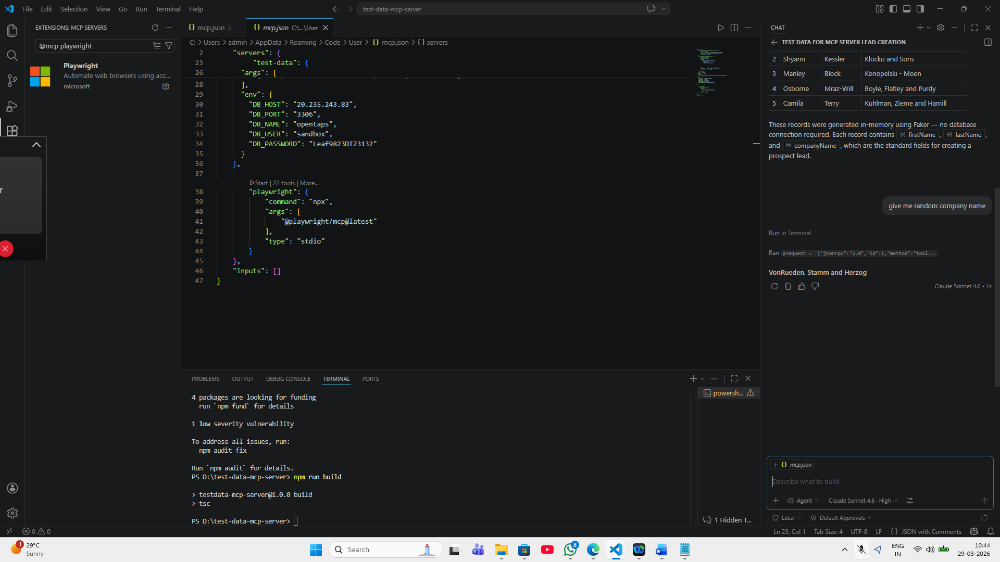 File Edit Selection View Go Run Terminal Help
test-data-mcp-server
EXTENSIONS: MCP SERVERS
@mcp playwright
Playwright
Automate web browsers using acc...
microsoft
r
mcp.json .\
mcp.json C:\...\User
C: > Users > admin > AppData > Roaming > Code > User > {} mcp.json > {} servers
2 "servers": {
23 "test-data": {
26 "args": [
28 ],
29 "env": {
30 "DB_HOST": "20.235.243.83",
31 "DB_PORT": "3306",
32 "DB_NAME": "opentaps",
33 "DB_USER": "sandbox",
34 "DB_PASSWORD": "Leaf9823DT23132"
35 }
36 },
37
Start | 22 tools | More...
38 "playwright": {
39 "command": "npx",
40 "args": [
41 "@playwright/mcp@latest"
42 ],
43 "type": "stdio"
44 }
45 },
46 "inputs": []
47 }
PROBLEMS OUTPUT DEBUG CONSOLE TERMINAL PORTS
4 packages are looking for funding
run `npm fund` for details
1 low severity vulnerability
To address all issues, run:
npm audit fix
Run `npm audit` for details.
PS D:\test-data-mcp-server> npm run build
> testdata-mcp-server@1.0.0 build
> tsc
PS D:\test-data-mcp-server>
powersh...
1 Hidden T...
CHAT
TEST DATA FOR MCP SERVER LEAD CREATION
2 Shyann Kessler Klocko and Sons
3 Manley Block Konopelski - Moen
4 Osborne Mraz-Will Boyle, Flatley and Purdy
5 Camila Terry Kuhlman, Zieme and Hamill
These records were generated in-memory using Faker — no database
connection required. Each record contains firstName, lastName,
and companyName, which are the standard fields for creating a
prospect lead.
give me random company name
Run in Terminal
Ran $request = '{"jsonrpc":"2.0","id":1,"method":"tool...
VonRueden, Stamm and Herzog
Claude Sonnet 4.6 • 1x
+ {} mcp.json
Describe what to build
Agent Claude Sonnet 4.6 · High
Local Default Approvals
0 0
Ln 23, Col 1 Tab Size: 4 UTF-8 LF {} JSON with Comments
1
29°C
Sunny
Search
8
ENG
IN
10:44
29-03-2026